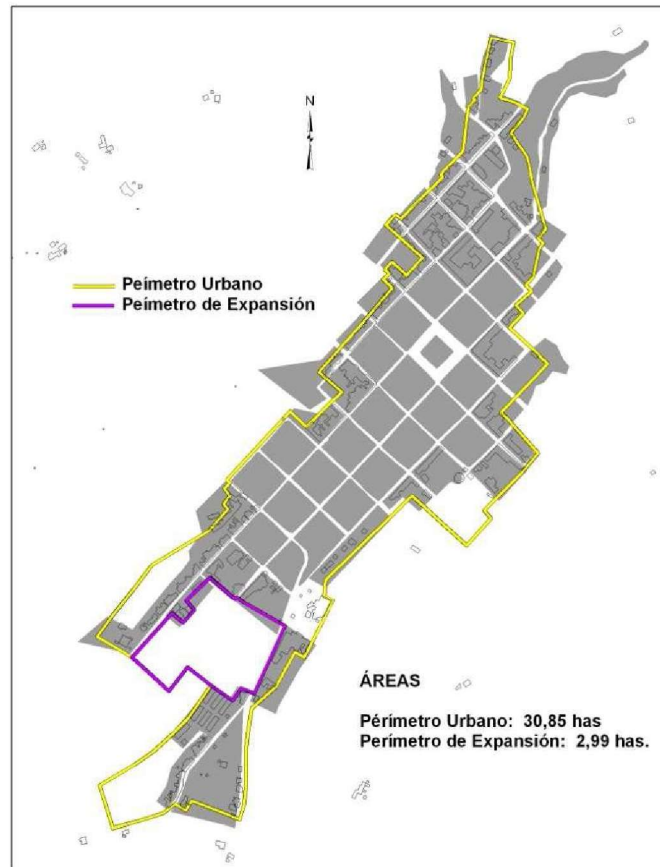 N
Peímetro Urbano
Peímetro de Expansión
ÁREAS
Périmetro Urbano: 30,85 has
Perímetro de Expansión: 2,99 has.